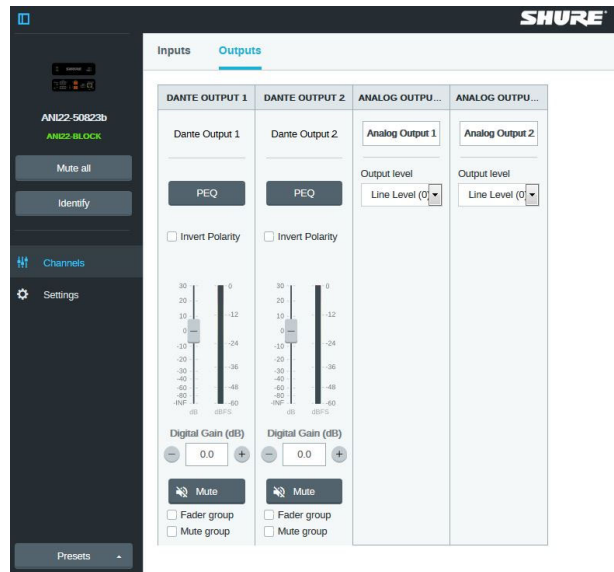 SHURE
Inputs Outputs
ANI22-50823b
ANI22-BLOCK
Mute all
Identify
Channels
Settings
Presets
DANTE OUTPUT 1
Dante Output 1
PEQ
Invert Polarity
30 0
20
10 -12
0
-10 -24
-20
-30 -36
-40
-60 -48
-80
-INF -60
dB dBFS
Digital Gain (dB)
− 0.0 +
Mute
Fader group
Mute group
DANTE OUTPUT 2
Dante Output 2
PEQ
Invert Polarity
30 0
20
10 -12
0
-10 -24
-20
-30 -36
-40
-60 -48
-80
-INF -60
dB dBFS
Digital Gain (dB)
− 0.0 +
Mute
Fader group
Mute group
ANALOG OUTPU...
Analog Output 1
Output level
Line Level (0
ANALOG OUTPU...
Analog Output 2
Output level
Line Level (0